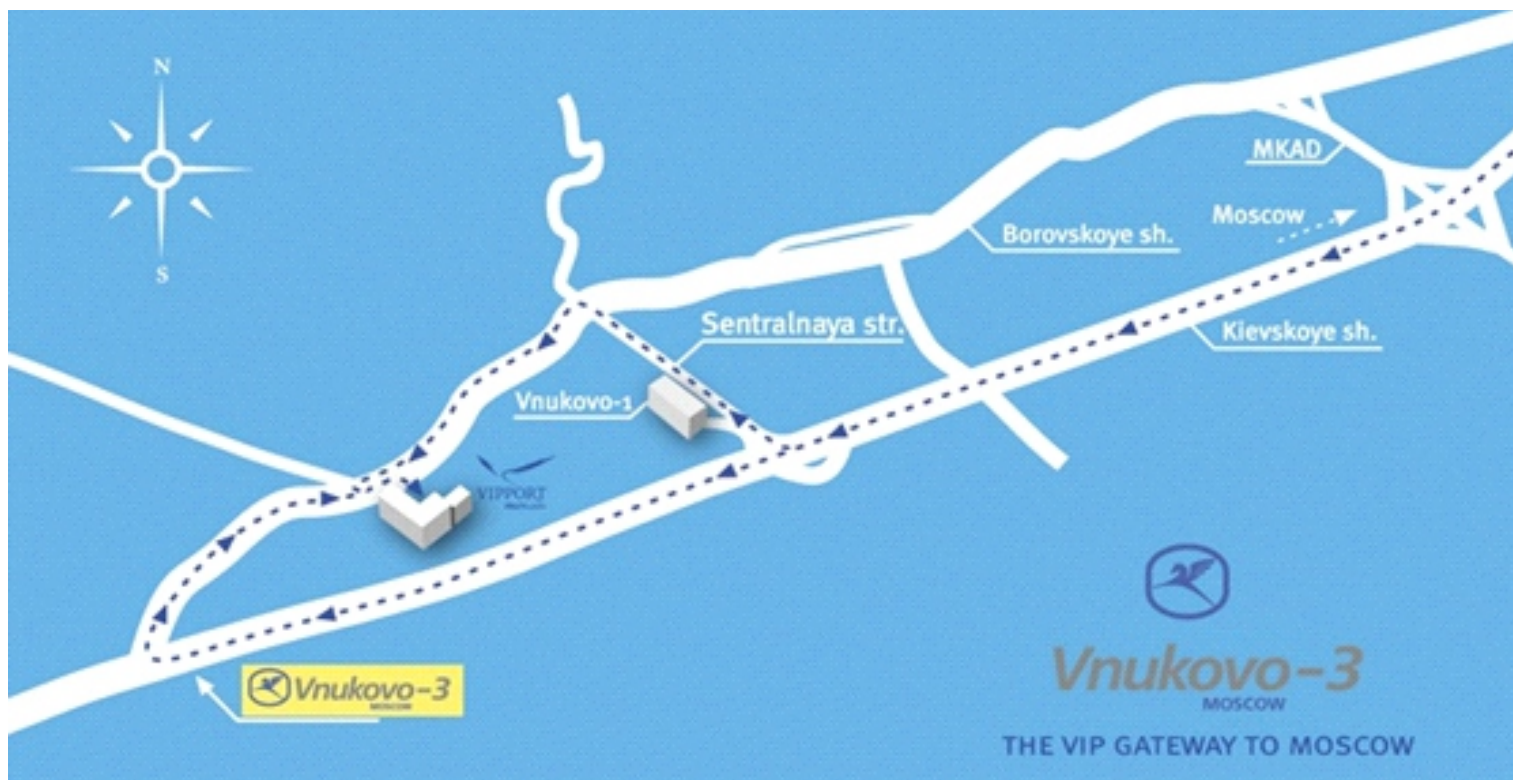 N
S
MKAD
Moscow
Borovskoye sh.
Sentralnaya str.
Kievskoye sh.
Vnukovo-1
VIPPORT
Vnukovo-3
MOSCOW
Vnukovo-3
MOSCOW
THE VIP GATEWAY TO MOSCOW